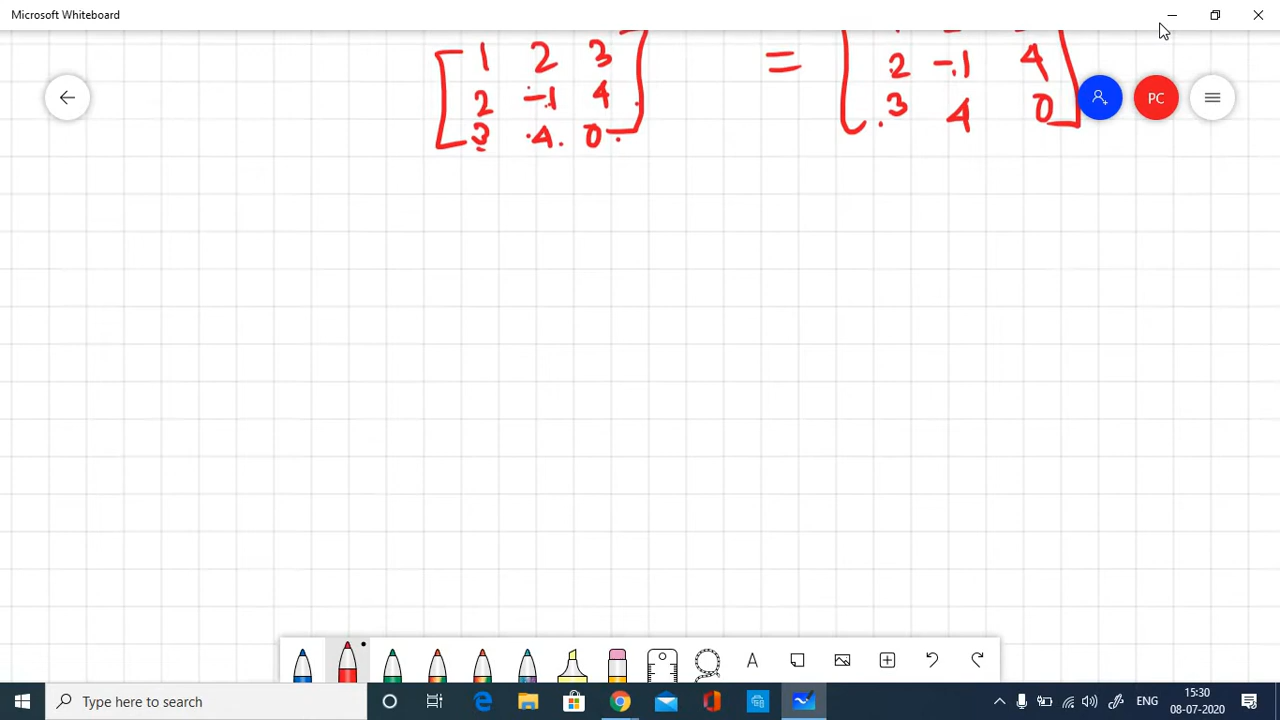 Microsoft Whiteboard
1 2 3
2 -1 4
3 4 0
=
2 -1 4
3 4 0
PC
A
Type here to search
ENG
15:30
08-07-2020